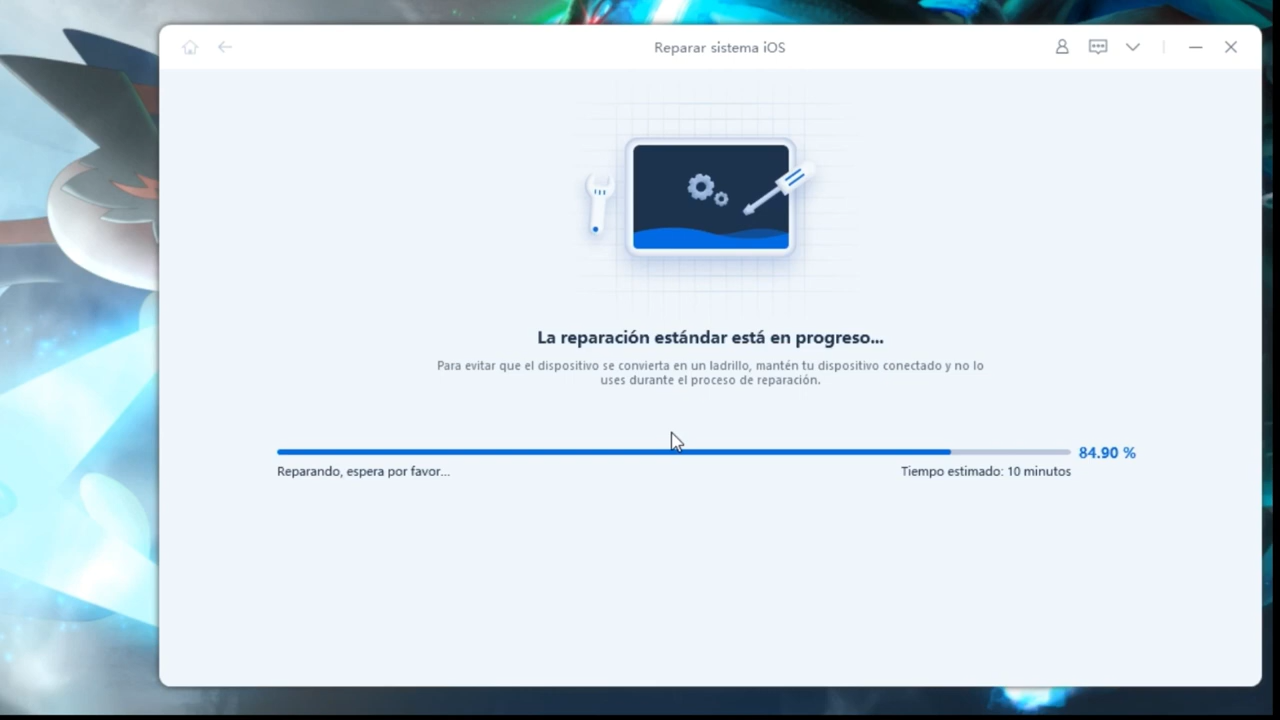 Reparar sistema iOS
La reparación estándar está en progreso...
Para evitar que el dispositivo se convierta en un ladrillo, mantén tu dispositivo conectado y no lo
uses durante el proceso de reparación.
84.90 %
Reparando, espera por favor...
Tiempo estimado: 10 minutos